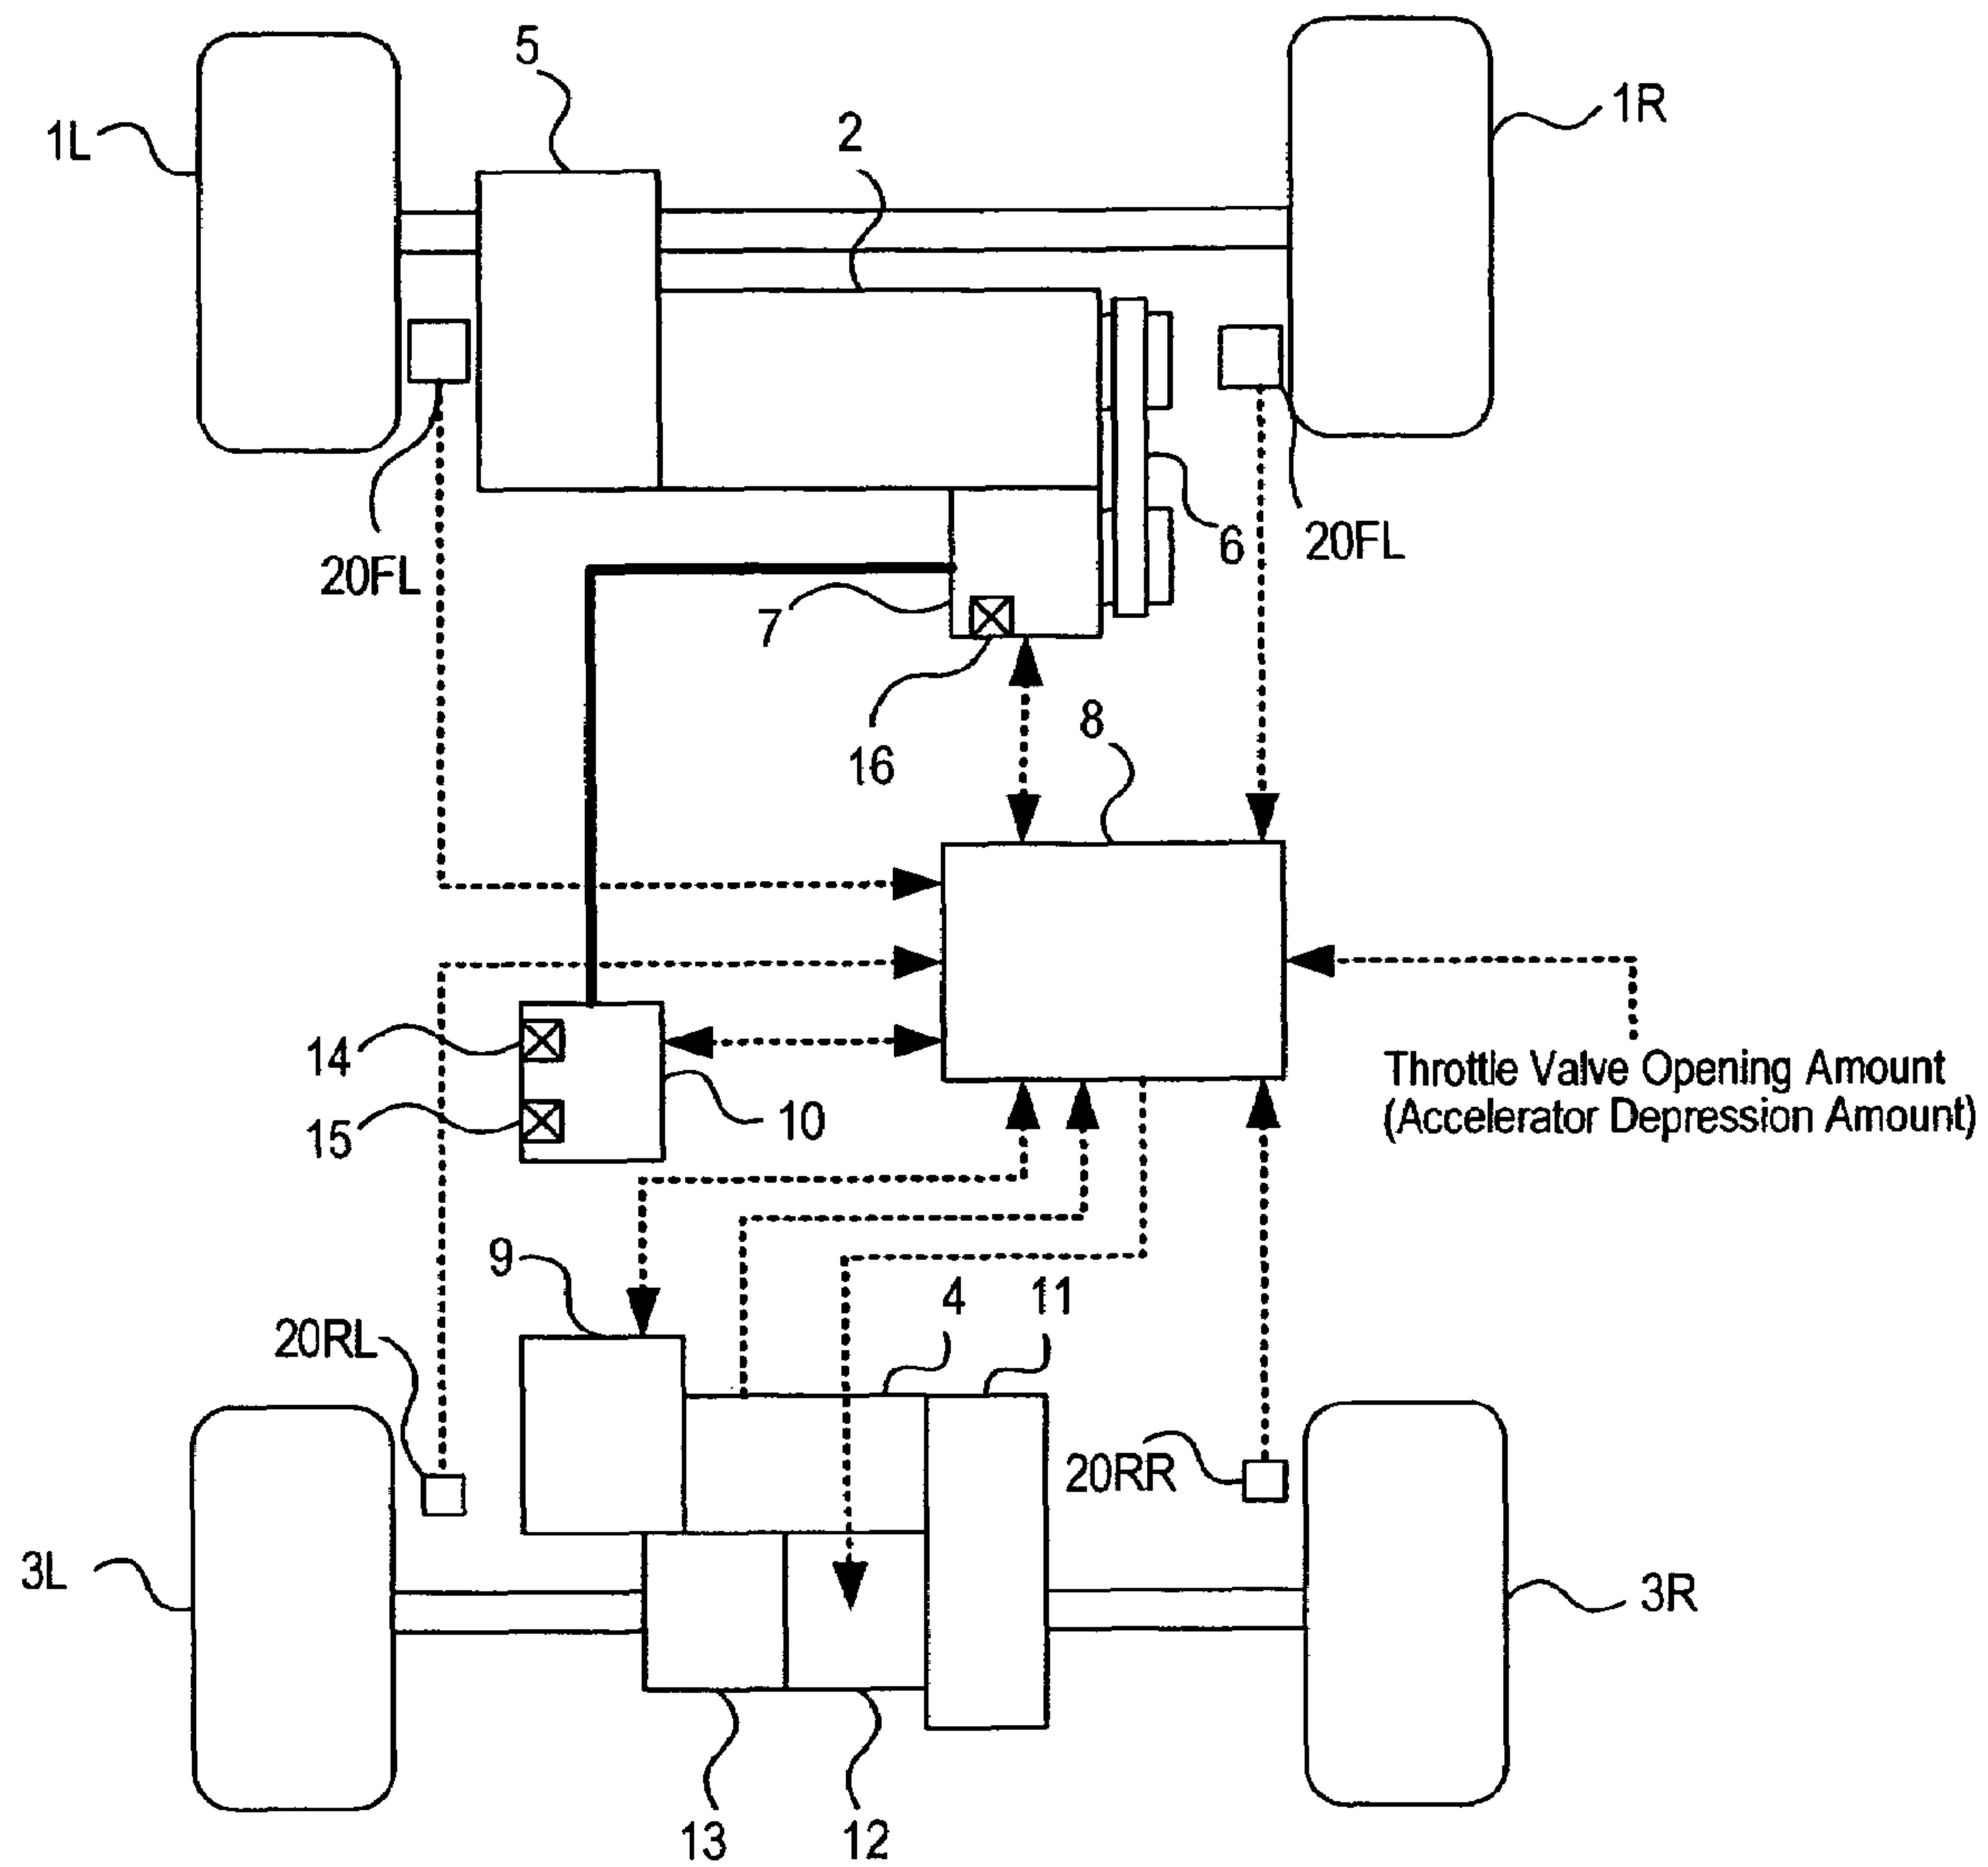 5
1R
2
1L
20FL
6
20FL
7
16
8
14
10
15
Throttle Valve Opening Amount
(Accelerator Depression Amount)
9
4
11
20RL
20RR
3L
3R
13
12